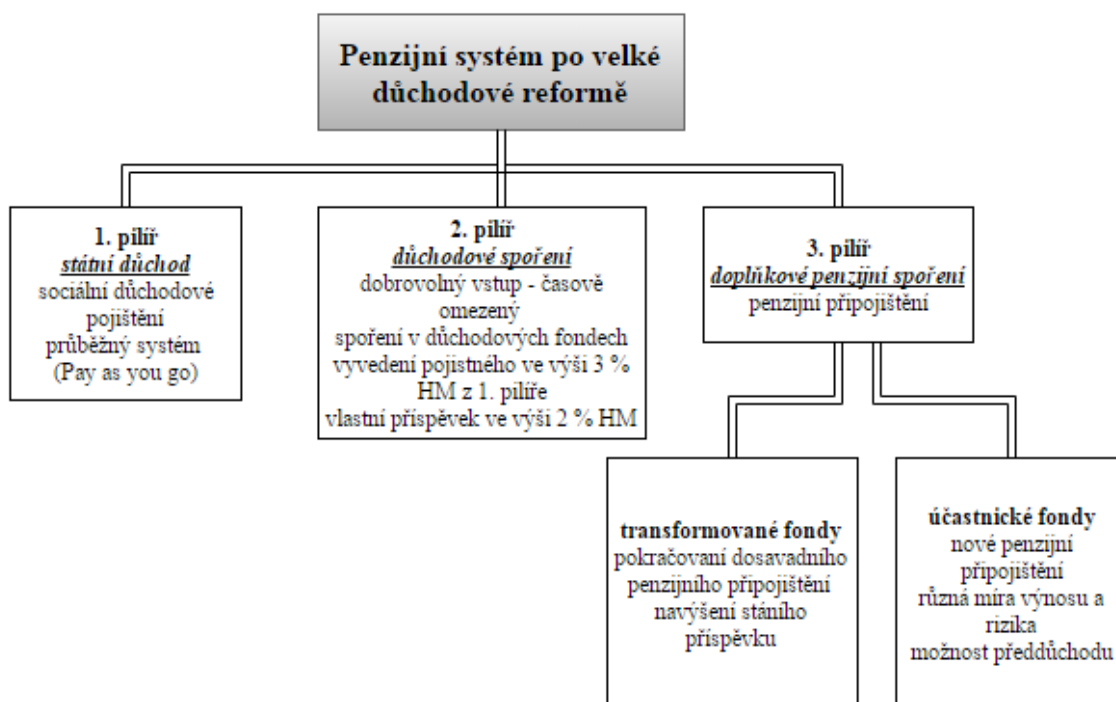 Penzijní systém po velké
důchodové reformě
1. pilíř
státní důchod
sociální důchodové
pojištění
průběžný systém
(Pay as you go)
2. pilíř
důchodové spoření
dobrovolný vstup - časově
omezený
spoření v důchodových fondech
vyvedení pojistného ve výši 3 %
HM z 1. pilíře
vlastní příspěvek ve výši 2 % HM
3. pilíř
doplňkové penzijní spoření
penzijní připojištění
transformované fondy
pokračovaní dosavadního
penzijního připojištění
navýšení stáního
příspěvku
účastnické fondy
nové penzijní
připojištění
různá míra výnosu a
rizika
možnost předdůchodu